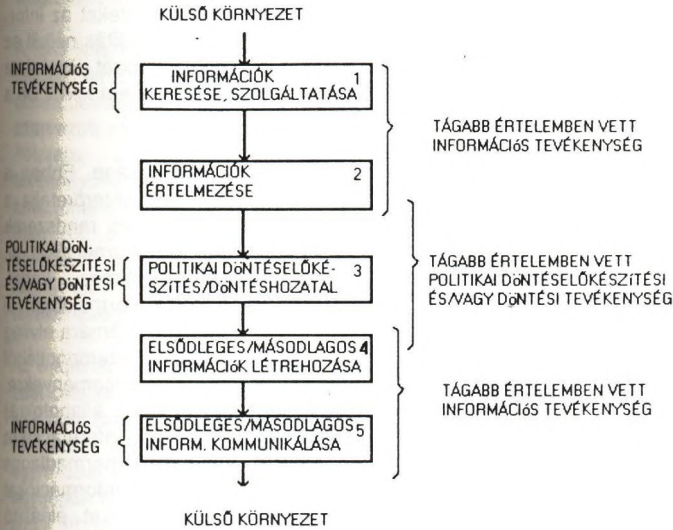 KÜLSŐ KÖRNYEZET
INFORMÁCIóS
TEVÉKENYSÉG
INFORMÁCIÓK 1
KERESÉSE, SZOLGÁLTATÁSA
TÁGABB ÉRTELEMBEN VETT
INFORMÁCIóS TEVÉKENYSÉG
INFORMÁCIÓK 2
ÉRTELMEZÉSE
POLITIKAI DöN-
TÉSELŐKÉSZíTÉSI
ÉS/VAGY DöNTÉSI
TEVÉKENYSÉG
POLITIKAI DöNTÉSELŐKÉ- 3
SZíTÉS/DöNTÉSHOZATAL
TÁGABB ÉRTELEMBEN VETT
POLITIKAI DöNTÉSELŐKÉSZíTÉSI
ÉS/VAGY DöNTÉSI TEVÉKENYSÉG
ELSŐDLEGES/MÁSODLAGOS 4
INFORMÁCIóK LÉTREHOZÁSA
TÁGABB ÉRTELEMBEN VETT
INFORMÁCIóS TEVÉKENYSÉG
INFORMÁCIóS
TEVÉKENYSÉG
ELSŐDLEGES/MÁSODLAGOS 5
INFORM. KOMMUNIKÁLÁSA
KÜLSŐ KÖRNYEZET